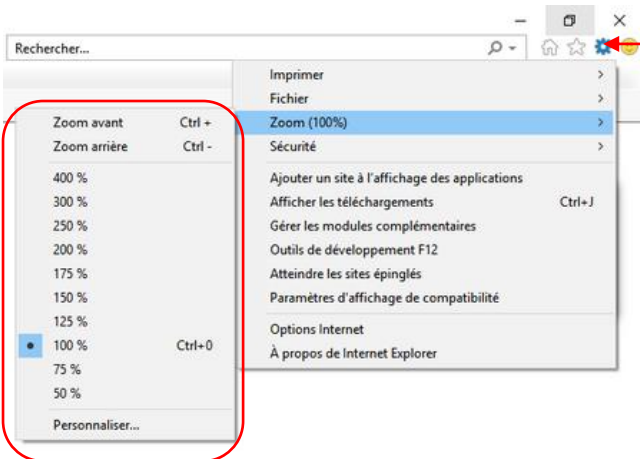 Rechercher...
Imprimer
Fichier
Zoom (100%)
Sécurité
Ajouter un site à l'affichage des applications
Afficher les téléchargements Ctrl+J
Gérer les modules complémentaires
Outils de développement F12
Atteindre les sites épinglés
Paramètres d'affichage de compatibilité
Options Internet
À propos de Internet Explorer
Zoom avant Ctrl +
Zoom arrière Ctrl -
400 %
300 %
250 %
200 %
175 %
150 %
125 %
100 % Ctrl+0
75 %
50 %
Personnaliser...